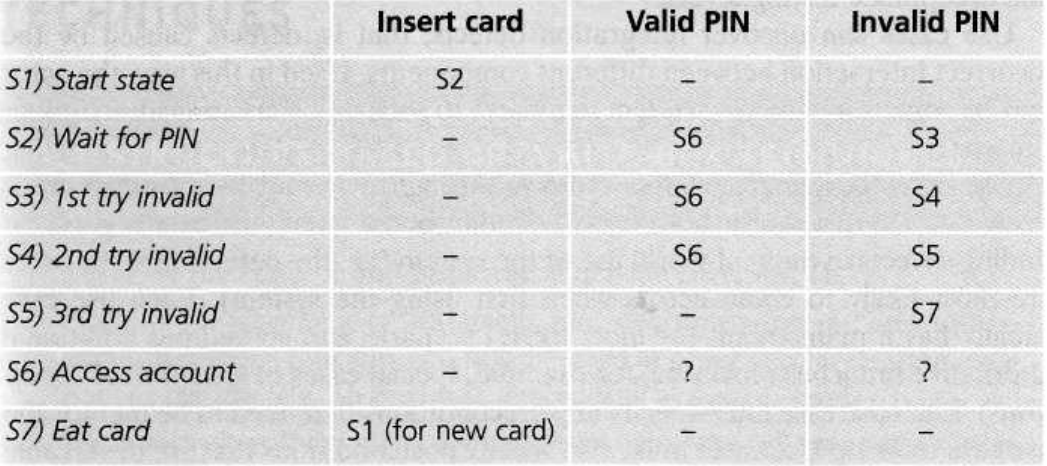 Insert card Valid PIN Invalid PIN
S1) Start state S2 – –
S2) Wait for PIN – S6 S3
S3) 1st try invalid – S6 S4
S4) 2nd try invalid – S6 S5
S5) 3rd try invalid – – S7
S6) Access account – ? ?
S7) Eat card S1 (for new card) – –